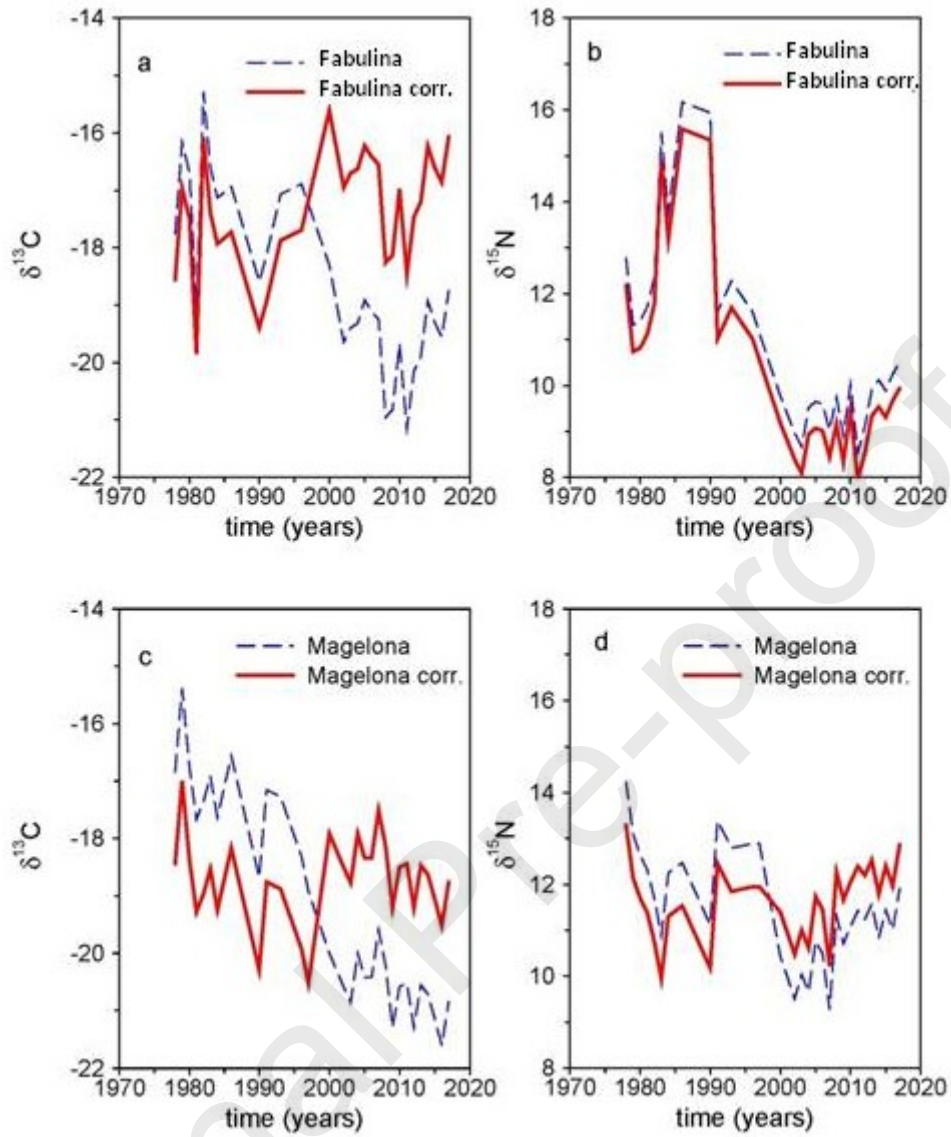 a
Fabulina
Fabulina corr.
-14
-16
-18
-20
-22
δ13C
1970 1980 1990 2000 2010 2020
time (years)
b
Fabulina
Fabulina corr.
18
16
14
12
10
8
δ15N
1970 1980 1990 2000 2010 2020
time (years)
c
Magelona
Magelona corr.
-14
-16
-18
-20
-22
δ13C
1970 1980 1990 2000 2010 2020
time (years)
d
Magelona
Magelona corr.
18
16
14
12
10
8
δ15N
1970 1980 1990 2000 2010 2020
time (years)
nal Pre-proof